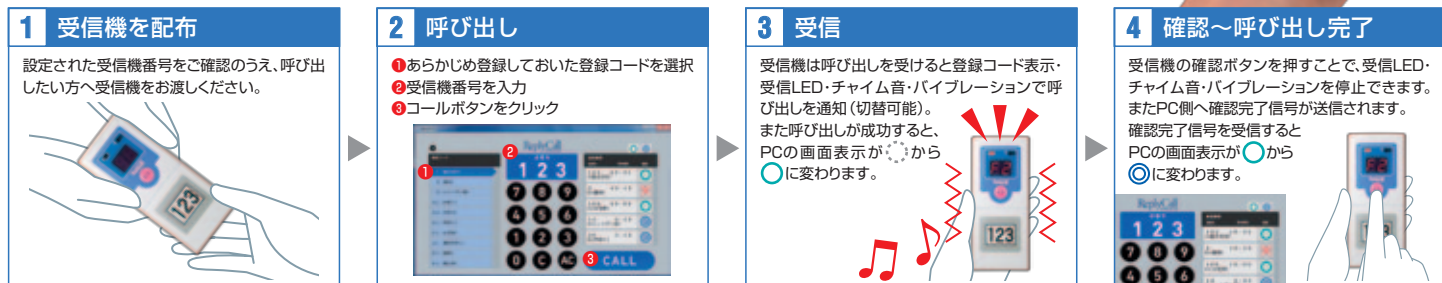 1 受信機を配布
設定された受信機番号をご確認のうえ、呼び出
したい方へ受信機をお渡しください。
123
2 呼び出し
❶あらかじめ登録しておいた登録コードを選択
❷受信機番号を入力
❸コールボタンをクリック
ReplyCall
❶
❷
1 2 3
7 8 9
4 5 6
1 2 3
0 C AC
❸ CALL
3 受信
受信機は呼び出しを受けると登録コード表示・
受信LED・チャイム音・バイブレーションで呼
び出しを通知（切替可能）。
また呼び出しが成功すると、
PCの画面表示が◌から
○に変わります。
F2
123
4 確認～呼び出し完了
受信機の確認ボタンを押すことで、受信LED・
チャイム音・バイブレーションを停止できます。
またPC側へ確認完了信号が送信されます。
確認完了信号を受信すると
PCの画面表示が○から
◎に変わります。
ReplyCall
1 2 3
7 8 9
4 5 6
F2